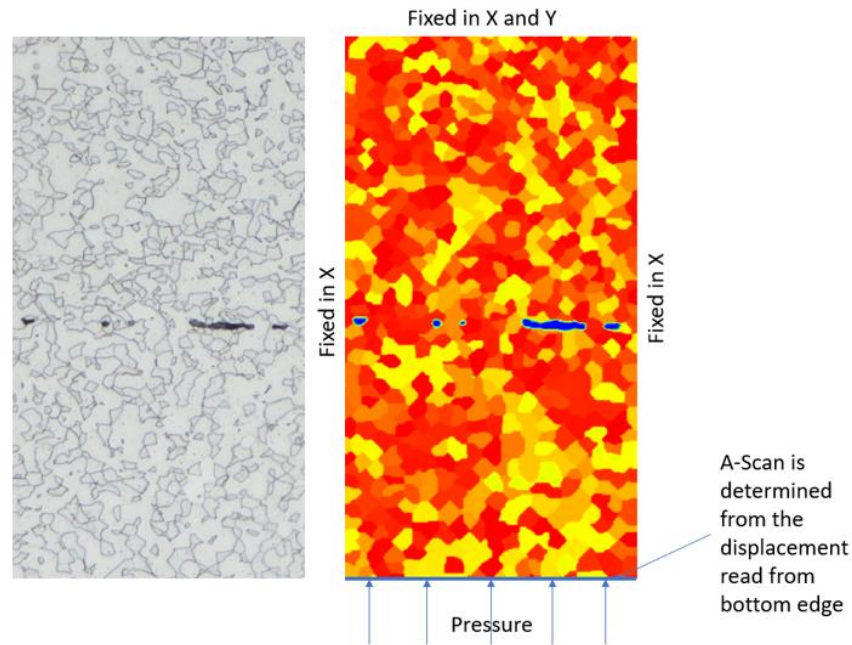 Fixed in X and Y
Fixed in X
Fixed in X
A-Scan is
determined
from the
displacement
read from
bottom edge
Pressure